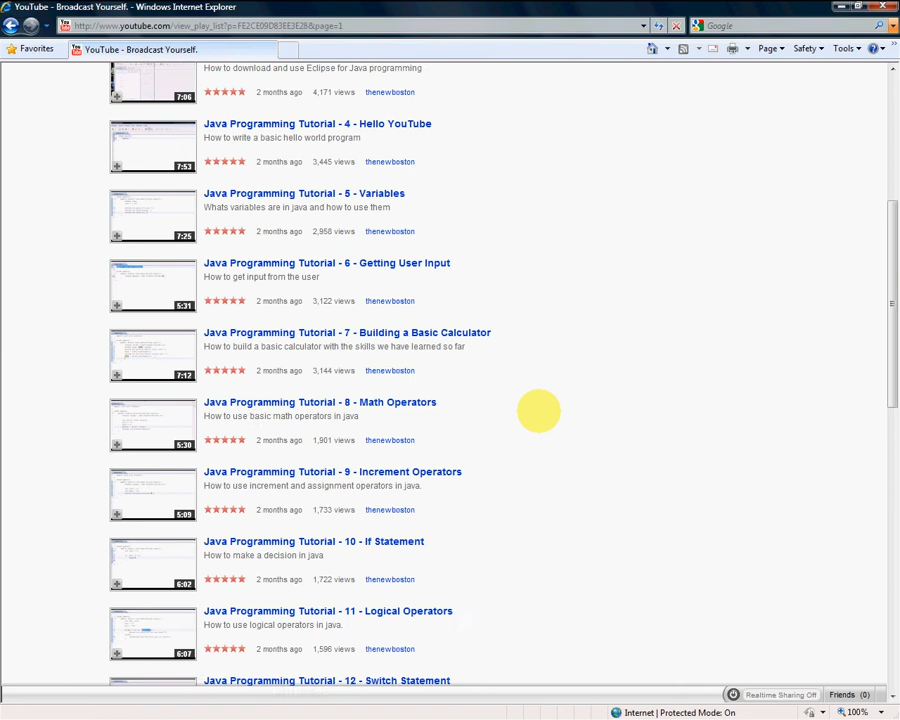 YouTube - Broadcast Yourself. - Windows Internet Explorer
http://www.youtube.com/view_play_list?p=FE2CE09D83EE3E28&page=1
Google
Favorites
YouTube - Broadcast Yourself.
Page
Safety
Tools
How to download and use Eclipse for Java programming
7:06
2 months ago 4,171 views thenewboston
Java Programming Tutorial - 4 - Hello YouTube
How to write a basic hello world program
7:53
2 months ago 3,445 views thenewboston
Java Programming Tutorial - 5 - Variables
Whats variables are in java and how to use them
7:25
2 months ago 2,958 views thenewboston
Java Programming Tutorial - 6 - Getting User Input
How to get input from the user
5:31
2 months ago 3,122 views thenewboston
Java Programming Tutorial - 7 - Building a Basic Calculator
How to build a basic calculator with the skills we have learned so far
7:12
2 months ago 3,144 views thenewboston
Java Programming Tutorial - 8 - Math Operators
How to use basic math operators in java
5:30
2 months ago 1,901 views thenewboston
Java Programming Tutorial - 9 - Increment Operators
How to use increment and assignment operators in java.
5:09
2 months ago 1,733 views thenewboston
Java Programming Tutorial - 10 - If Statement
How to make a decision in java
6:02
2 months ago 1,722 views thenewboston
Java Programming Tutorial - 11 - Logical Operators
How to use logical operators in java.
6:07
2 months ago 1,596 views thenewboston
Java Programming Tutorial - 12 - Switch Statement
Realtime Sharing Off
Friends (0)
Internet | Protected Mode: On
100%